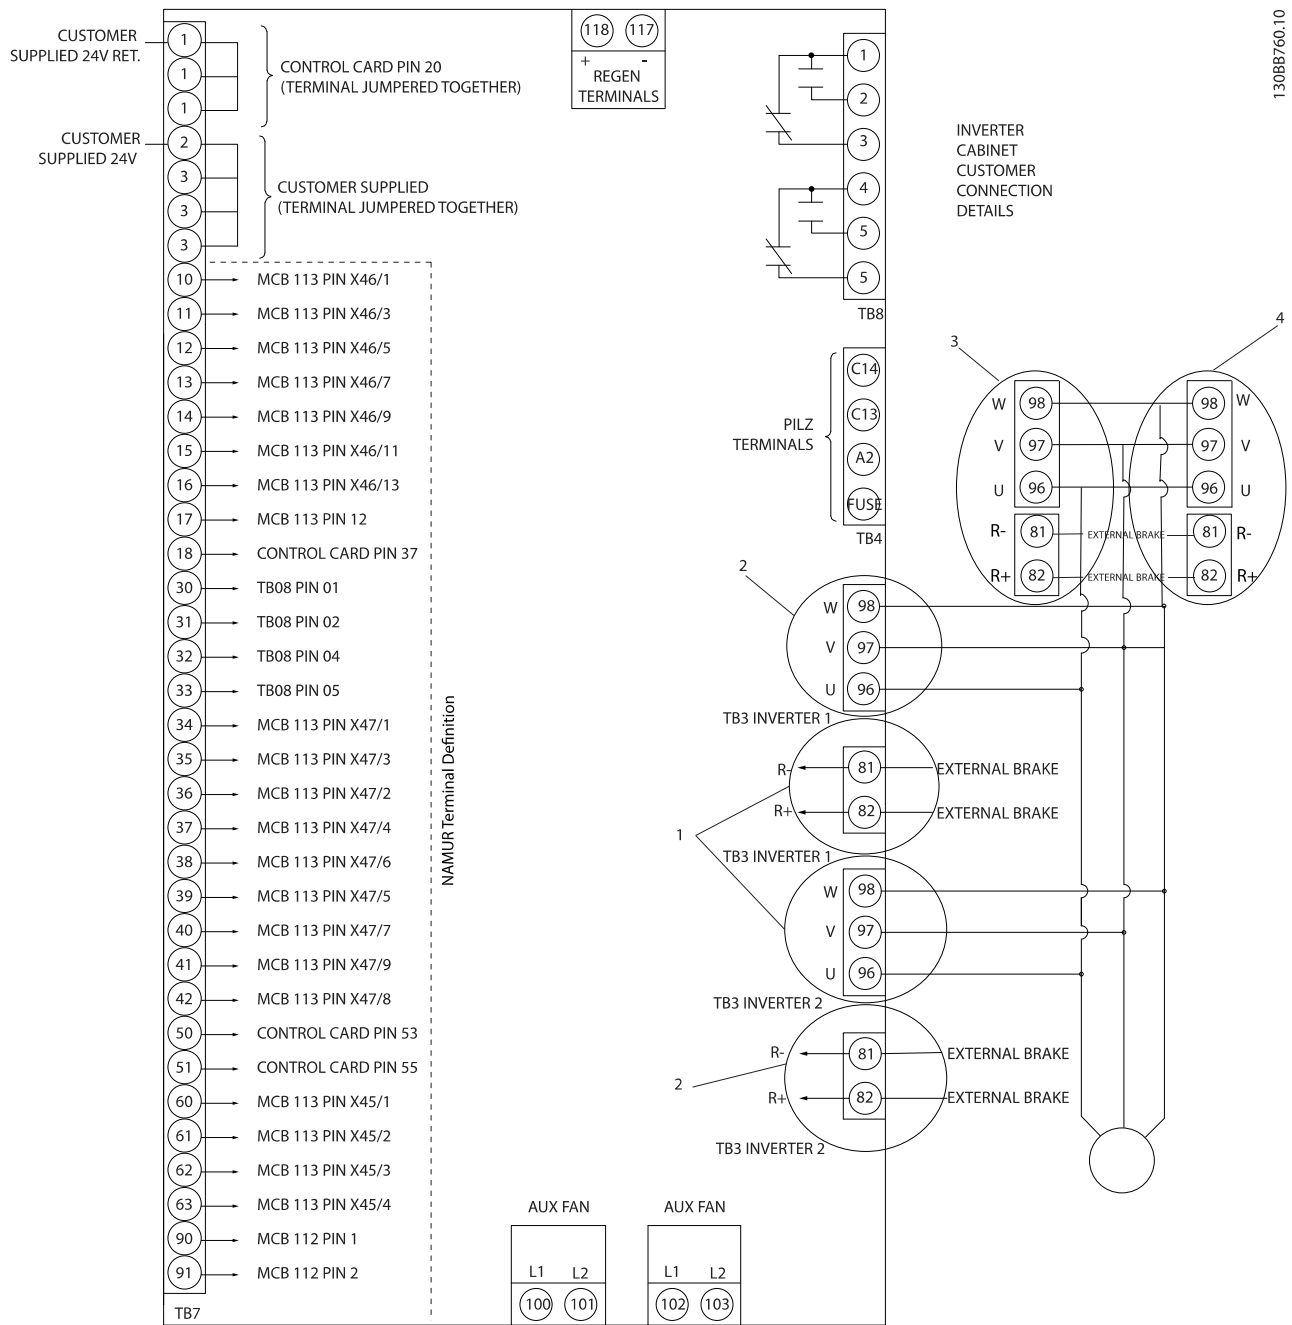 CUSTOMER
SUPPLIED 24V RET.
1
1
1
CONTROL CARD PIN 20
(TERMINAL JUMPERED TOGETHER)
CUSTOMER
SUPPLIED 24V
2
3
3
3
CUSTOMER SUPPLIED
(TERMINAL JUMPERED TOGETHER)
10 MCB 113 PIN X46/1
11 MCB 113 PIN X46/3
12 MCB 113 PIN X46/5
13 MCB 113 PIN X46/7
14 MCB 113 PIN X46/9
15 MCB 113 PIN X46/11
16 MCB 113 PIN X46/13
17 MCB 113 PIN 12
18 CONTROL CARD PIN 37
30 TB08 PIN 01
31 TB08 PIN 02
32 TB08 PIN 04
33 TB08 PIN 05
34 MCB 113 PIN X47/1
35 MCB 113 PIN X47/3
36 MCB 113 PIN X47/2
37 MCB 113 PIN X47/4
38 MCB 113 PIN X47/6
39 MCB 113 PIN X47/5
40 MCB 113 PIN X47/7
41 MCB 113 PIN X47/9
42 MCB 113 PIN X47/8
50 CONTROL CARD PIN 53
51 CONTROL CARD PIN 55
60 MCB 113 PIN X45/1
61 MCB 113 PIN X45/2
62 MCB 113 PIN X45/3
63 MCB 113 PIN X45/4
90 MCB 112 PIN 1
91 MCB 112 PIN 2
TB7
NAMUR Terminal Definition
118 117
+ -
REGEN
TERMINALS
1
2
3
4
5
5
TB8
INVERTER
CABINET
CUSTOMER
CONNECTION
DETAILS
130BB760.10
PILZ
TERMINALS
C14
C13
A2
FUSE
TB4
3
4
W 98 98 W
V 97 97 V
U 96 96 U
R- 81 EXTERNAL BRAKE 81 R-
R+ 82 EXTERNAL BRAKE 82 R+
2
W 98
V 97
U 96
TB3 INVERTER 1
R- 81 EXTERNAL BRAKE
R+ 82 EXTERNAL BRAKE
1
TB3 INVERTER 1
W 98
V 97
U 96
TB3 INVERTER 2
R- 81 EXTERNAL BRAKE
2
R+ 82 EXTERNAL BRAKE
TB3 INVERTER 2
AUX FAN
L1 L2
100 101
AUX FAN
L1 L2
102 103